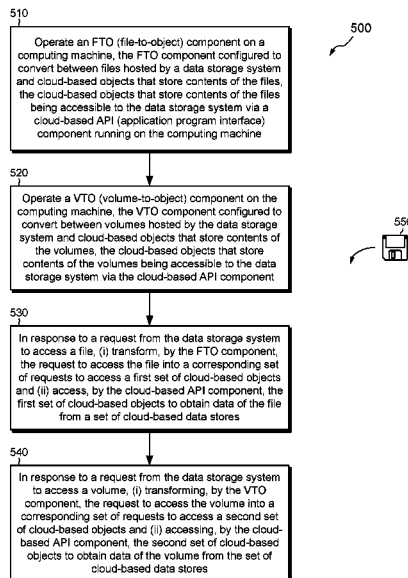 510
500
Operate an FTO (file-to-object) component on a
computing machine, the FTO component configured to
convert between files hosted by a data storage system
and cloud-based objects that store contents of the files,
the cloud-based objects that store contents of the files
being accessible to the data storage system via a
cloud-based API (application program interface)
component running on the computing machine
520
Operate a VTO (volume-to-object) component on the
computing machine, the VTO component configured to
convert between volumes hosted by the data storage
system and cloud-based objects that store contents of
the volumes, the cloud-based objects that store
contents of the volumes being accessible to the data
storage system via the cloud-based API component
550
530
In response to a request from the data storage system
to access a file, (i) transform, by the FTO component,
the request to access the file into a corresponding set
of requests to access a first set of cloud-based objects
and (ii) access, by the cloud-based API component, the
first set of cloud-based objects to obtain data of the file
from a set of cloud-based data stores
540
In response to a request from the data storage system
to access a volume, (i) transforming, by the VTO
component, the request to access the volume into a
corresponding set of requests to access a second set
of cloud-based objects and (ii) accessing, by the cloud-
based API component, the second set of cloud-based
objects to obtain data of the volume from the set of
cloud-based data stores